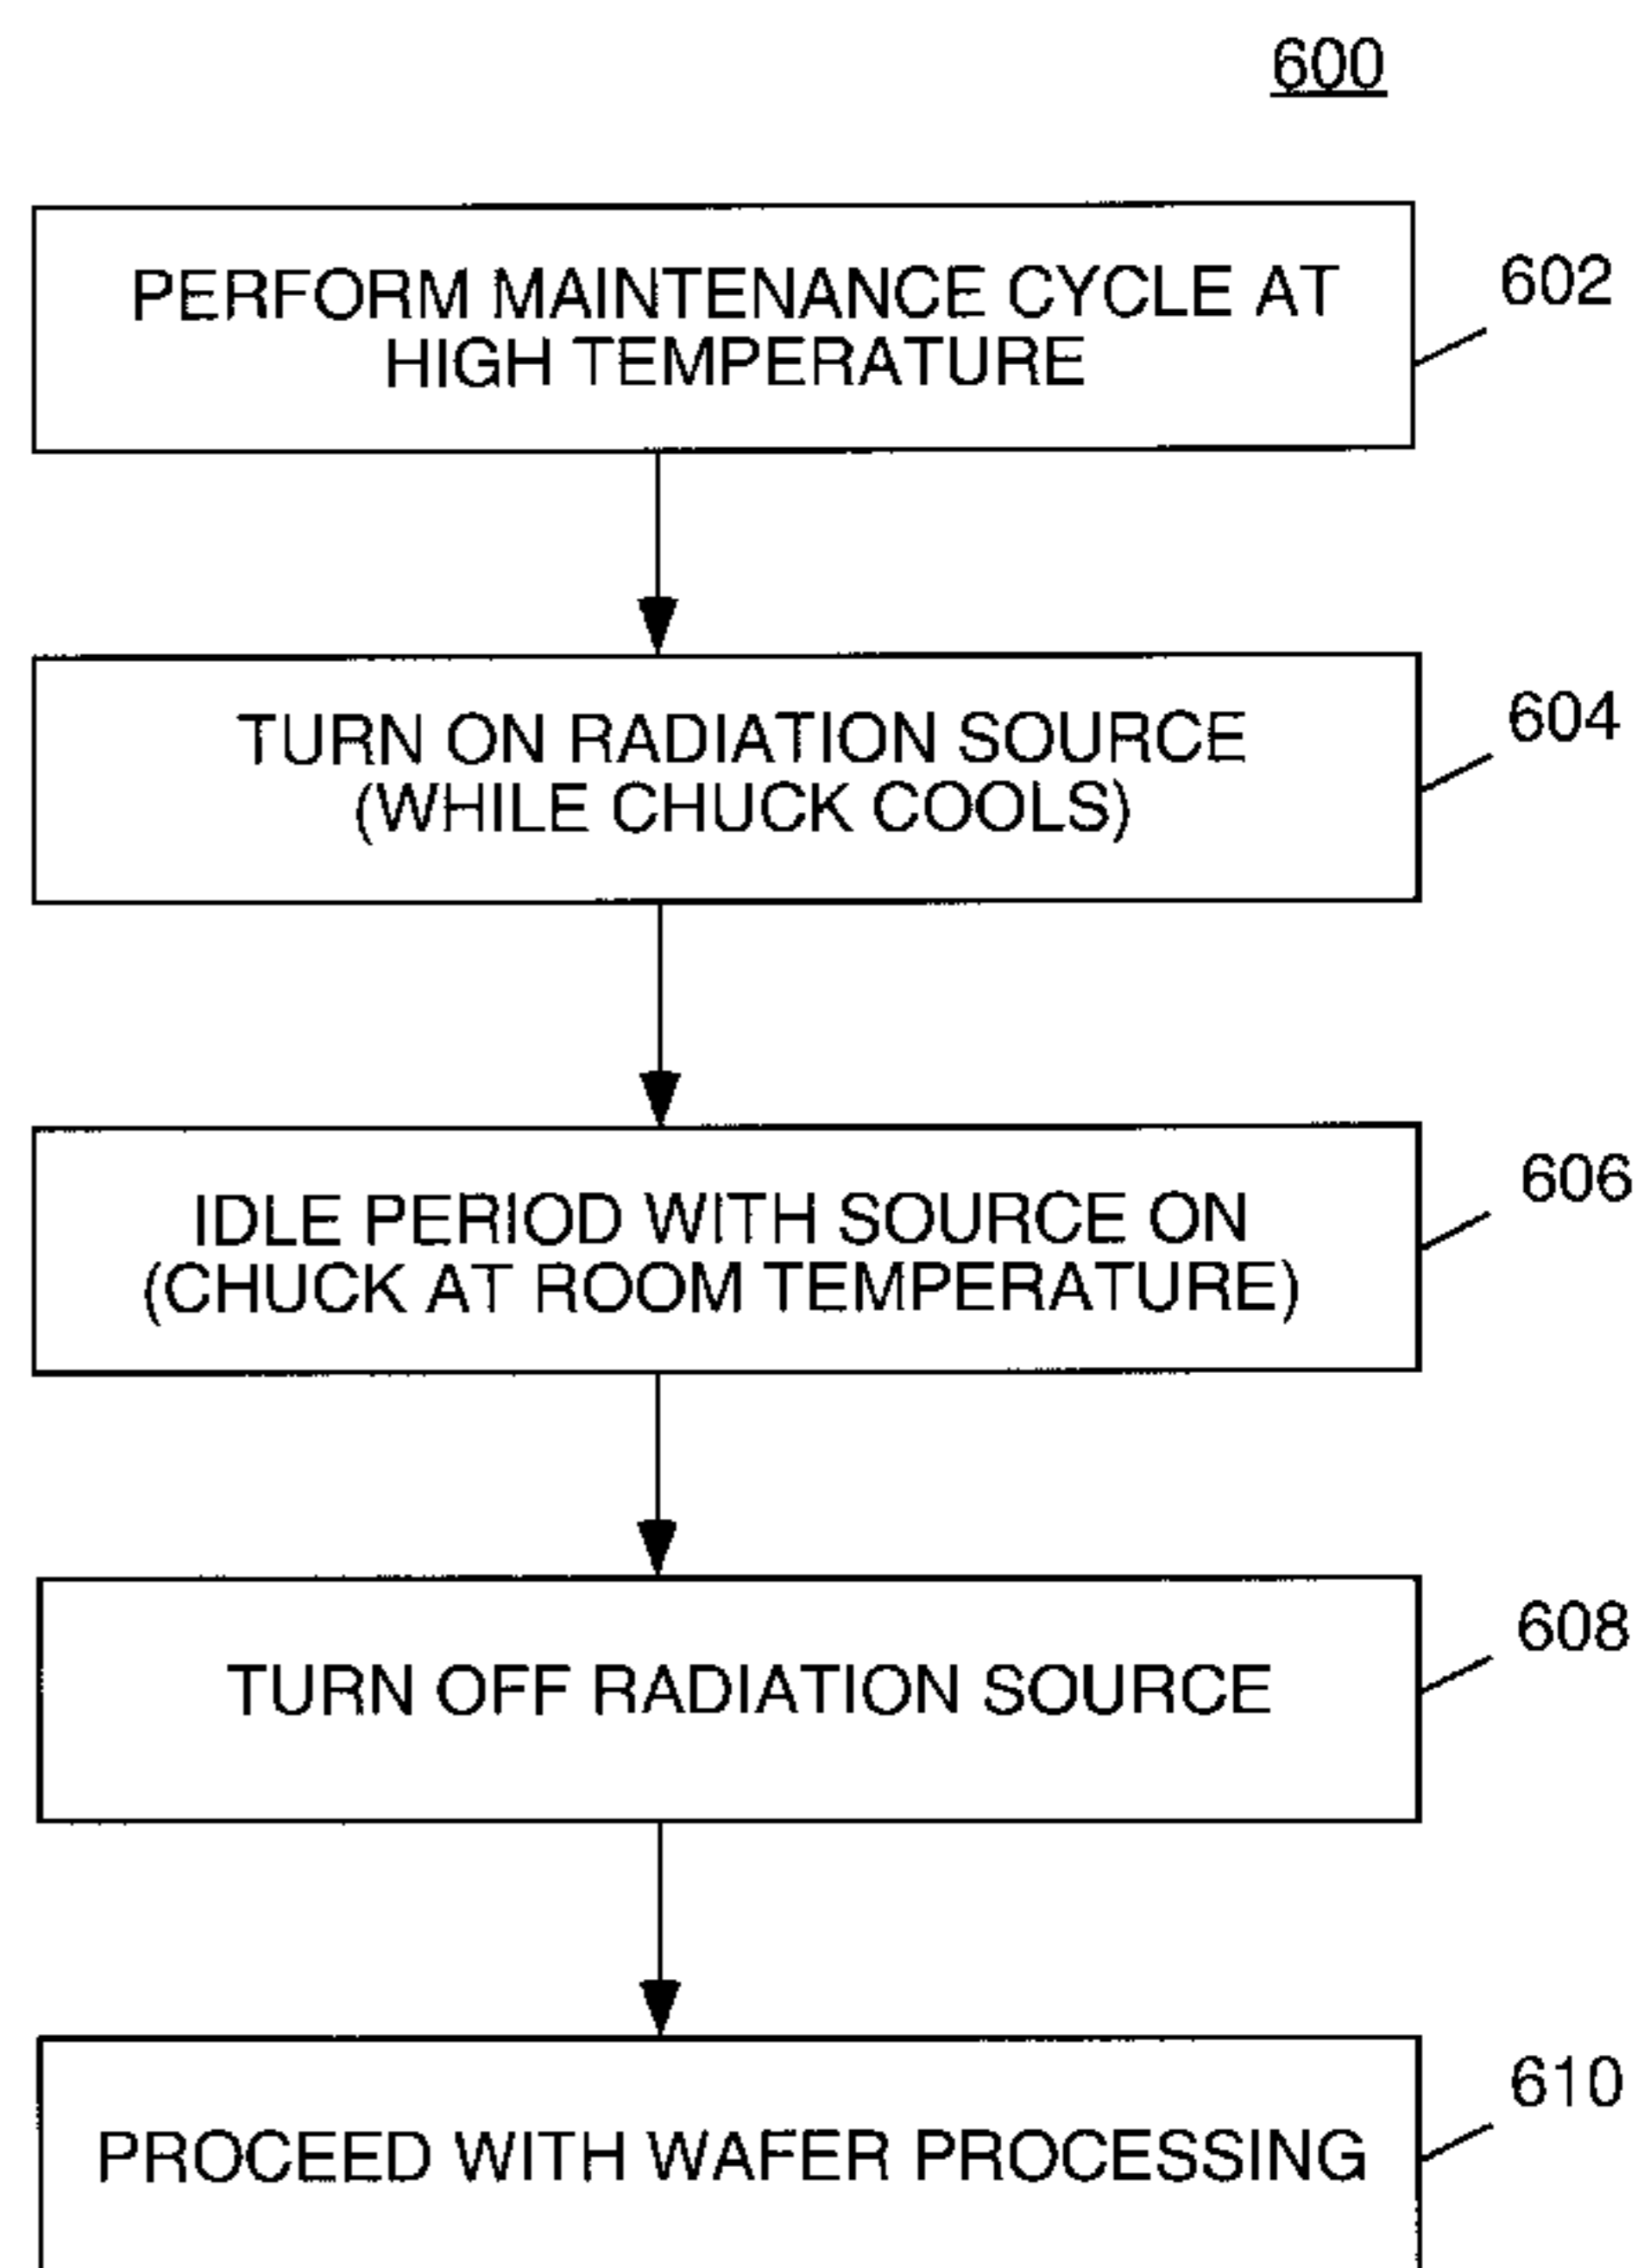 600
PERFORM MAINTENANCE CYCLE AT
HIGH TEMPERATURE
602
TURN ON RADIATION SOURCE
(WHILE CHUCK COOLS)
604
IDLE PERIOD WITH SOURCE ON
(CHUCK AT ROOM TEMPERATURE)
606
TURN OFF RADIATION SOURCE
608
PROCEED WITH WAFER PROCESSING
610